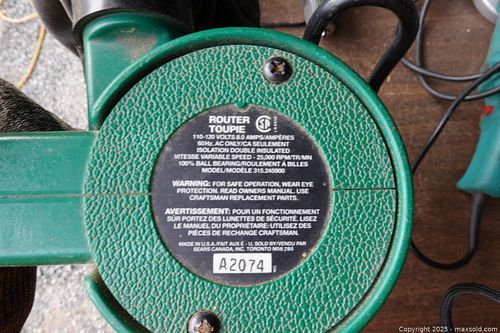 ROUTER
TOUPIE
110-120 VOLTS 8.0 AMPS/AMPÈRES
60Hz, AC ONLY/CA SEULEMENT
ISOLATION DOUBLE INSULATED
VITESSE VARIABLE SPEED - 25,000 RPM/TR/MN
100% BALL BEARING/ROULEMENT À BILLES
MODEL/MODÈLE 315.245900
WARNING: FOR SAFE OPERATION, WEAR EYE
PROTECTION. READ OWNERS MANUAL. USE
CRAFTSMAN REPLACEMENT PARTS.
AVERTISSEMENT: POUR UN FONCTIONNEMENT
SÛR PORTEZ DES LUNETTES DE SÉCURITÉ. LISEZ
LE MANUEL DU PROPRIÉTAIRE:UTILISEZ DES
PIÈCES DE RECHANGE CRAFTSMAN.
MADE IN U.S.A./FAIT AUX É - U, SOLD BY/VENDU PAR
SEARS CANADA, INC. TORONTO M5B 2B8
A2074
© 2025 - maxsold.com